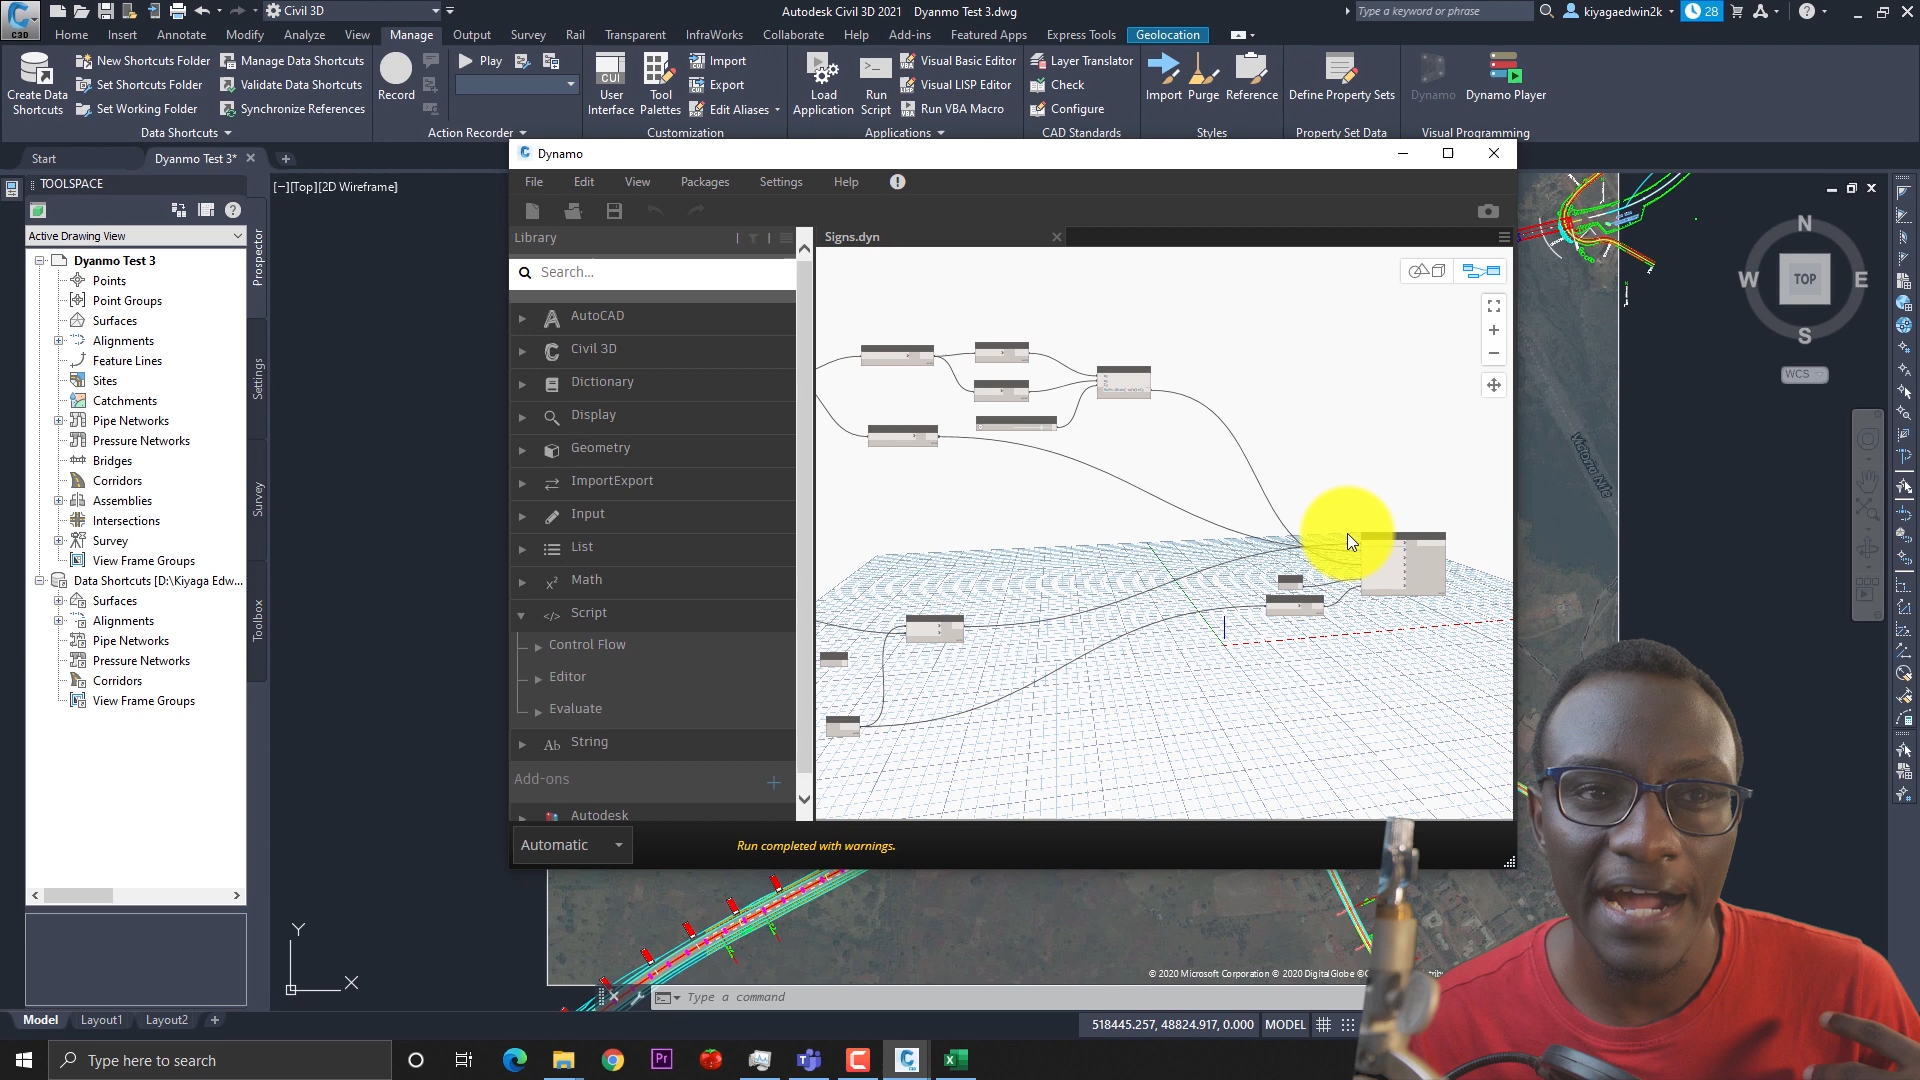 Civil 3D
Autodesk Civil 3D 2021 Dyanmo Test 3.dwg
Type a keyword or phrase
kiyagaedwin2k
28
C3D
Home Insert Annotate Modify Analyze View Manage Output Survey Rail Transparent InfraWorks Collaborate Help Add-ins Featured Apps Express Tools Geolocation
Create Data Shortcuts
New Shortcuts Folder
Set Shortcuts Folder
Set Working Folder
Manage Data Shortcuts
Validate Data Shortcuts
Synchronize References
Data Shortcuts
Record
Play
Action Recorder
CUI
User Interface
Tool Palettes
Import
Export
Edit Aliases
Customization
Load Application
Run Script
Visual Basic Editor
Visual LISP Editor
Run VBA Macro
Applications
Layer Translator
Check
Configure
CAD Standards
Import
Purge
Reference
Styles
Define Property Sets
Property Set Data
Dynamo
Dynamo Player
Visual Programming
Start
Dyanmo Test 3*
TOOLSPACE
Active Drawing View
Dyanmo Test 3
Points
Point Groups
Surfaces
Alignments
Feature Lines
Sites
Catchments
Pipe Networks
Pressure Networks
Bridges
Corridors
Assemblies
Intersections
Survey
View Frame Groups
Data Shortcuts [D:\Kiyaga Edw...
Surfaces
Alignments
Pipe Networks
Pressure Networks
Corridors
View Frame Groups
Prospector
Settings
Survey
Toolbox
[−][Top][2D Wireframe]
Dynamo
File Edit View Packages Settings Help
Library
Search...
AutoCAD
Civil 3D
Dictionary
Display
Geometry
ImportExport
Input
List
Math
Script
Control Flow
Editor
Evaluate
String
Add-ons
Autodesk
Signs.dyn
Automatic
Run completed with warnings.
N
W TOP E
S
WCS
Victoria Nile
Y
X
© 2020 Microsoft Corporation © 2020 DigitalGlobe
Type a command
Model Layout1 Layout2
518445.257, 48824.917, 0.000 MODEL
Type here to search